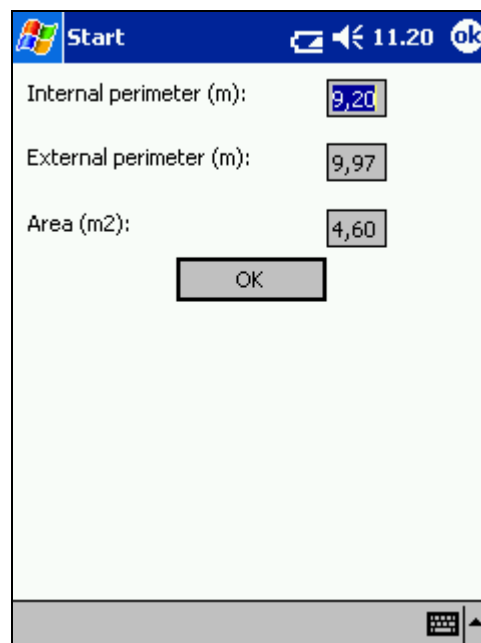 Start 11.20 ok
Internal perimeter (m): 9,20
External perimeter (m): 9,97
Area (m2): 4,60
OK